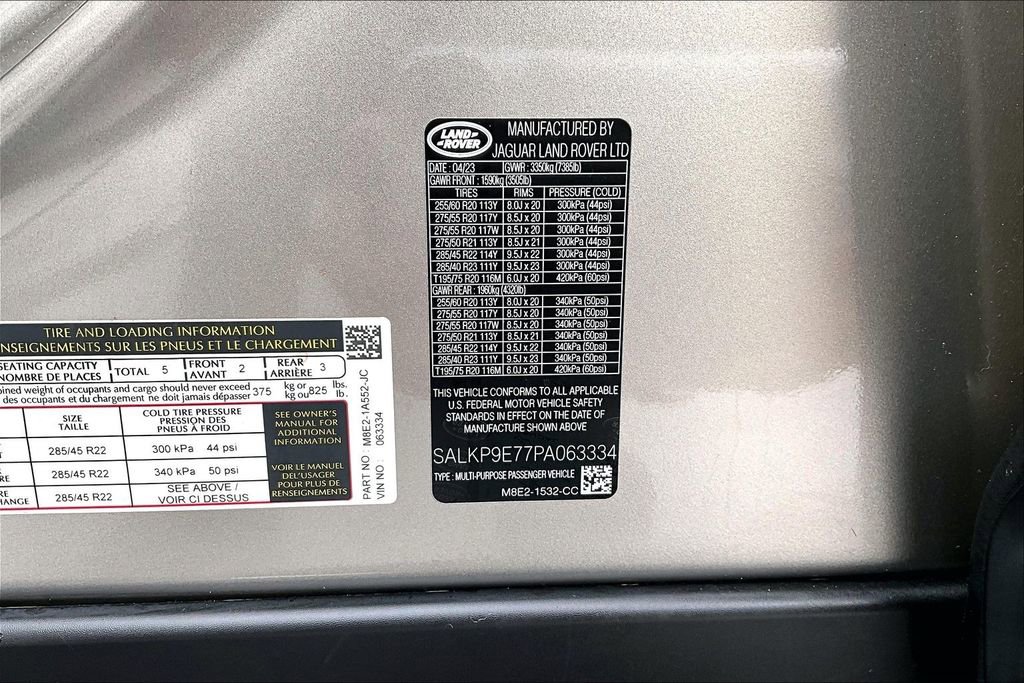 LAND ROVER
MANUFACTURED BY
JAGUAR LAND ROVER LTD
DATE : 04/23 GVWR : 3350kg (7385lb)
GAWR FRONT : 1590kg (3505lb)
TIRES RIMS PRESSURE (COLD)
255/60 R20 113Y 8.0J x 20 300kPa (44psi)
275/55 R20 117Y 8.5J x 20 300kPa (44psi)
275/55 R20 117W 8.5J x 20 300kPa (44psi)
275/50 R21 113Y 8.5J x 21 300kPa (44psi)
285/45 R22 114Y 9.5J x 22 300kPa (44psi)
285/40 R23 111Y 9.5J x 23 300kPa (44psi)
T195/75 R20 116M 6.0J x 20 420kPa (60psi)
GAWR REAR : 1960kg (4320lb)
255/60 R20 113Y 8.0J x 20 340kPa (50psi)
275/55 R20 117Y 8.5J x 20 340kPa (50psi)
275/55 R20 117W 8.5J x 20 340kPa (50psi)
275/50 R21 113Y 8.5J x 21 340kPa (50psi)
285/45 R22 114Y 9.5J x 22 340kPa (50psi)
285/40 R23 111Y 9.5J x 23 340kPa (50psi)
T195/75 R20 116M 6.0J x 20 420kPa (60psi)
THIS VEHICLE CONFORMS TO ALL APPLICABLE
U.S. FEDERAL MOTOR VEHICLE SAFETY
STANDARDS IN EFFECT ON THE DATE OF
MANUFACTURE SHOWN ABOVE
SALKP9E77PA063334
TYPE : MULTI-PURPOSE PASSENGER VEHICLE
M8E2-1532-CC
TIRE AND LOADING INFORMATION
NSEIGNEMENTS SUR LES PNEUS ET LE CHARGEMENT
SEATING CAPACITY TOTAL 5 FRONT 2 REAR 3
NOMBRE DE PLACES AVANT ARRIÈRE
ined weight of occupants and cargo should never exceed 375 kg or 825 lbs.
des occupants et du chargement ne doit jamais dépasser kg ou lb.
SIZE COLD TIRE PRESSURE
TAILLE PRESSION DES
PNEUS A FROID
285/45 R22 300 kPa 44 psi
285/45 R22 340 kPa 50 psi
285/45 R22 SEE ABOVE /
HANGE VOIR CI DESSUS
SEE OWNER'S
MANUAL FOR
ADDITIONAL
INFORMATION
VOIR LE MANUEL
DEL'USAGER
POUR PLUS DE
RENSEIGNEMENTS
PART NO : M8E2-1A552-JC
VIN NO : 063334